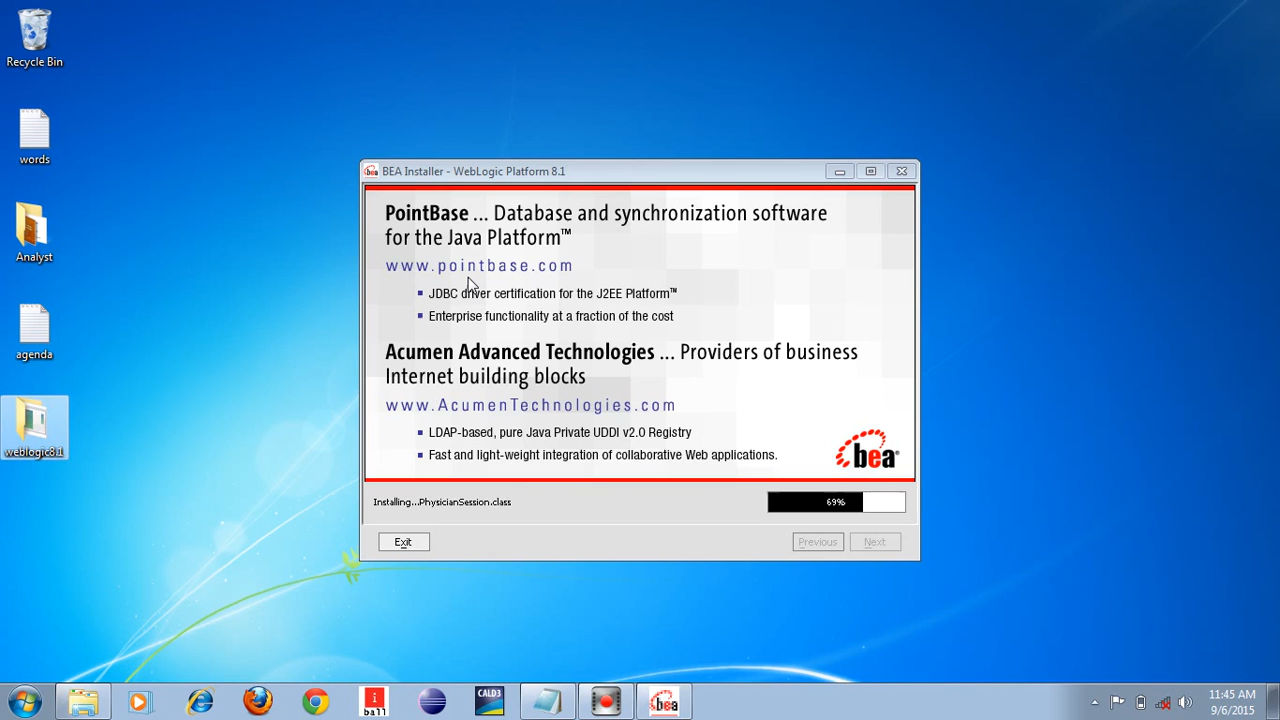 Recycle Bin
words
Analyst
agenda
weblogic8.1
bea
BEA Installer - WebLogic Platform 8.1
PointBase ... Database and synchronization software
for the Java Platform™
www.pointbase.com
JDBC driver certification for the J2EE Platform™
Enterprise functionality at a fraction of the cost
Acumen Advanced Technologies ... Providers of business
Internet building blocks
www.AcumenTechnologies.com
LDAP-based, pure Java Private UDDI v2.0 Registry
Fast and light-weight integration of collaborative Web applications.
bea®
Installing...PhysicianSession.class
69%
Exit
Previous
Next
i
ball
CALD3
bea
11:45 AM
9/6/2015